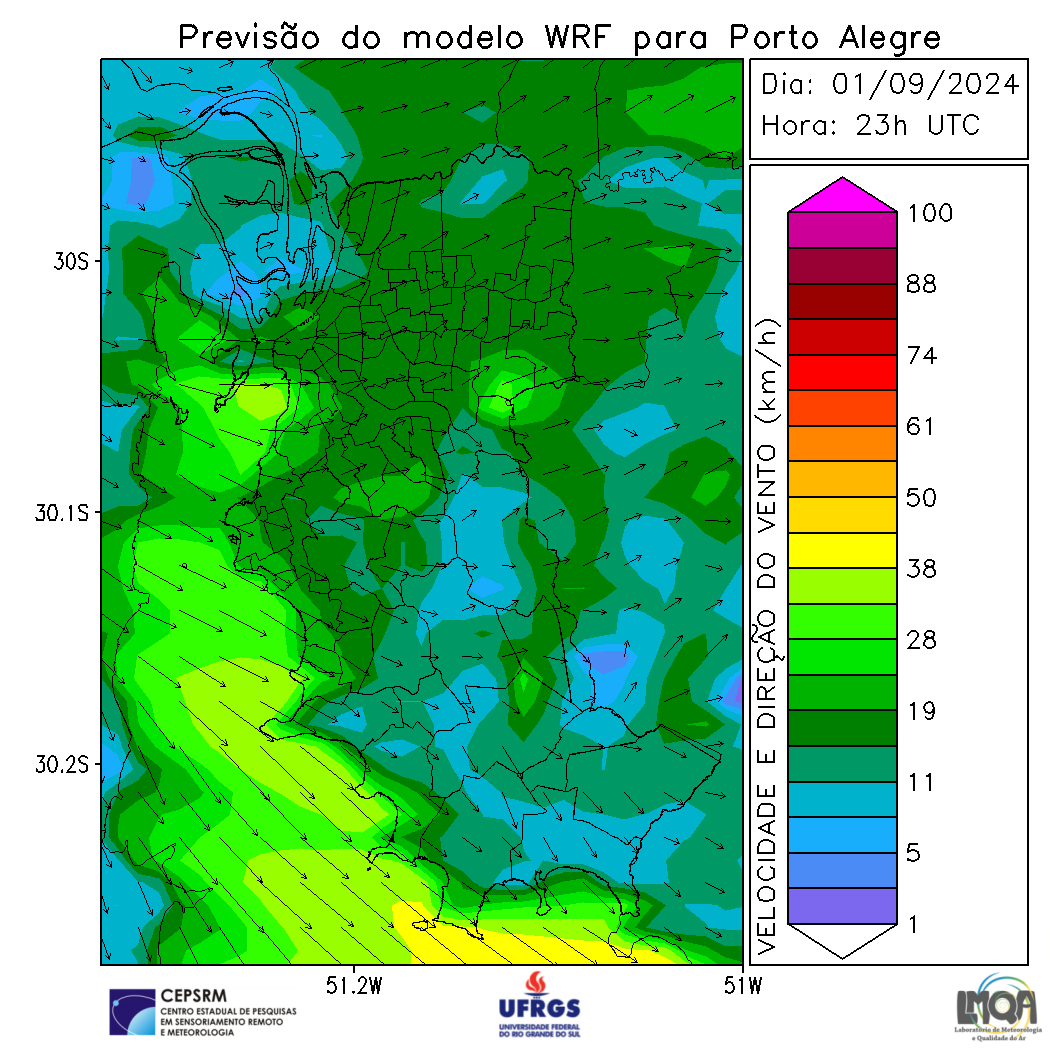 Previsão do modelo WRF para Porto Alegre
Dia: 01/09/2024
Hora: 23h UTC
30S
30.1S
30.2S
51.2W
51W
VELOCIDADE E DIREÇÃO DO VENTO (km/h)
100
88
74
61
50
38
28
19
11
5
1
CEPSRM
CENTRO ESTADUAL DE PESQUISAS
EM SENSORIAMENTO REMOTO
E METEOROLOGIA
UFRGS
UNIVERSIDADE FEDERAL
DO RIO GRANDE DO SUL
LMQA
Laboratório de Meteorologia
e Qualidade do Ar